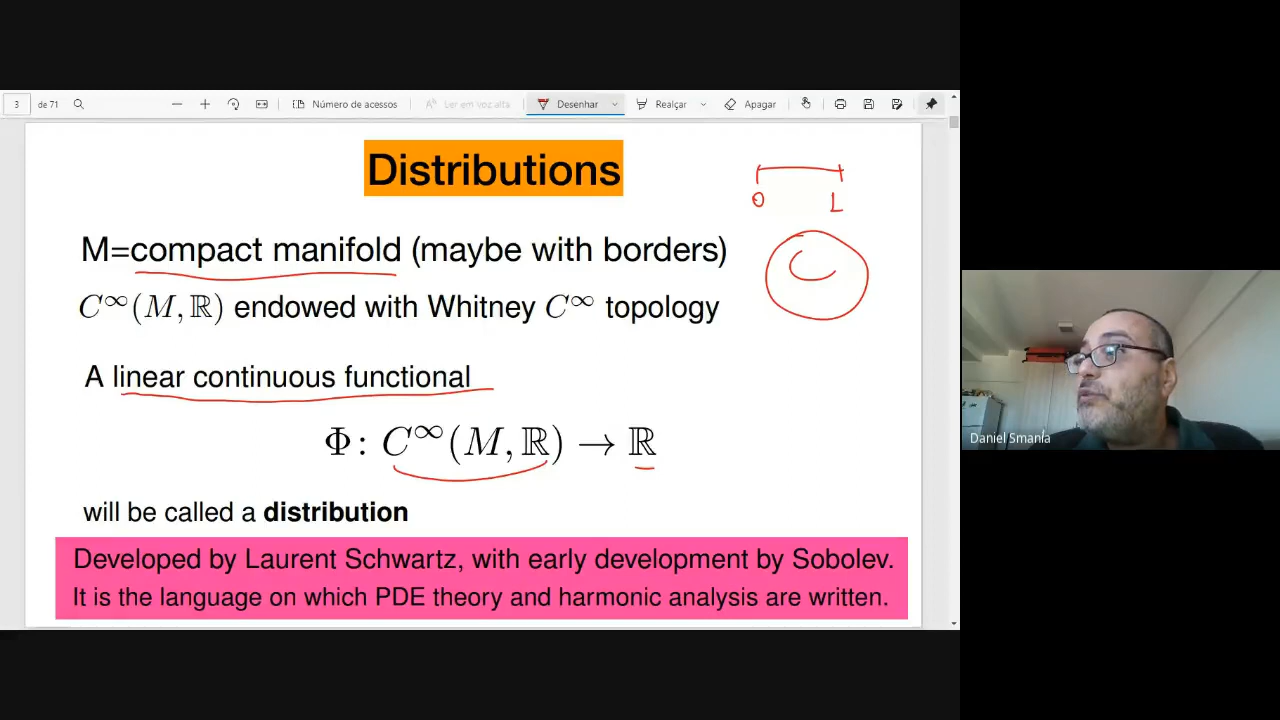 3 de 71 Número de acessos Ler em voz alta Desenhar Realçar Apagar
Distributions
0 L
M=compact manifold (maybe with borders)
C∞(M, ℝ) endowed with Whitney C∞ topology
A linear continuous functional
Φ: C∞(M, ℝ) → ℝ
will be called a distribution
Developed by Laurent Schwartz, with early development by Sobolev.
It is the language on which PDE theory and harmonic analysis are written.
Daniel Smania